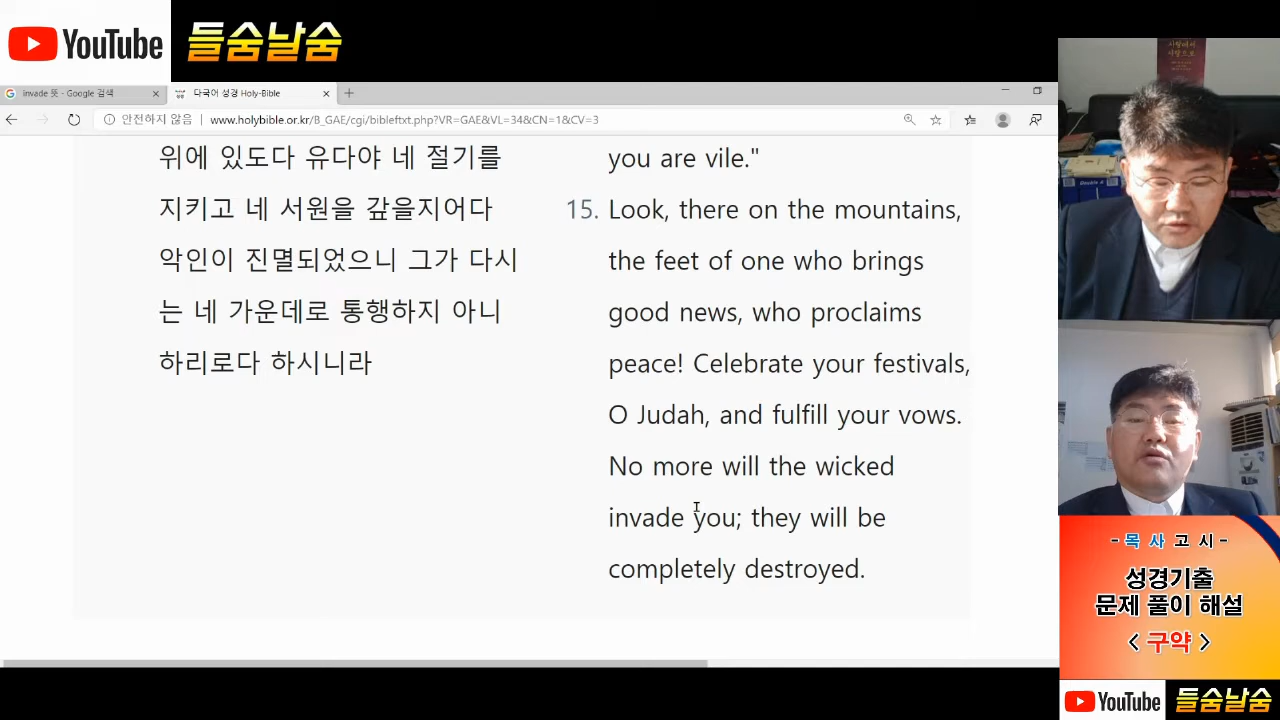 YouTube 들숨날숨
invade 뜻 - Google 검색
다국어 성경 Holy-Bible
안전하지 않음 | www.holybible.or.kr/B_GAE/cgi/bibleftxt.php?VR=GAE&VL=34&CN=1&CV=3
위에 있도다 유다야 네 절기를
지키고 네 서원을 갚을지어다
악인이 진멸되었으니 그가 다시
는 네 가운데로 통행하지 아니
하리로다 하시니라
you are vile."
15. Look, there on the mountains,
the feet of one who brings
good news, who proclaims
peace! Celebrate your festivals,
O Judah, and fulfill your vows.
No more will the wicked
invade you; they will be
completely destroyed.
사랑으로
- 목 사 고 시 -
성경기출
문제 풀이 해설
< 구약 >
YouTube 들숨날숨